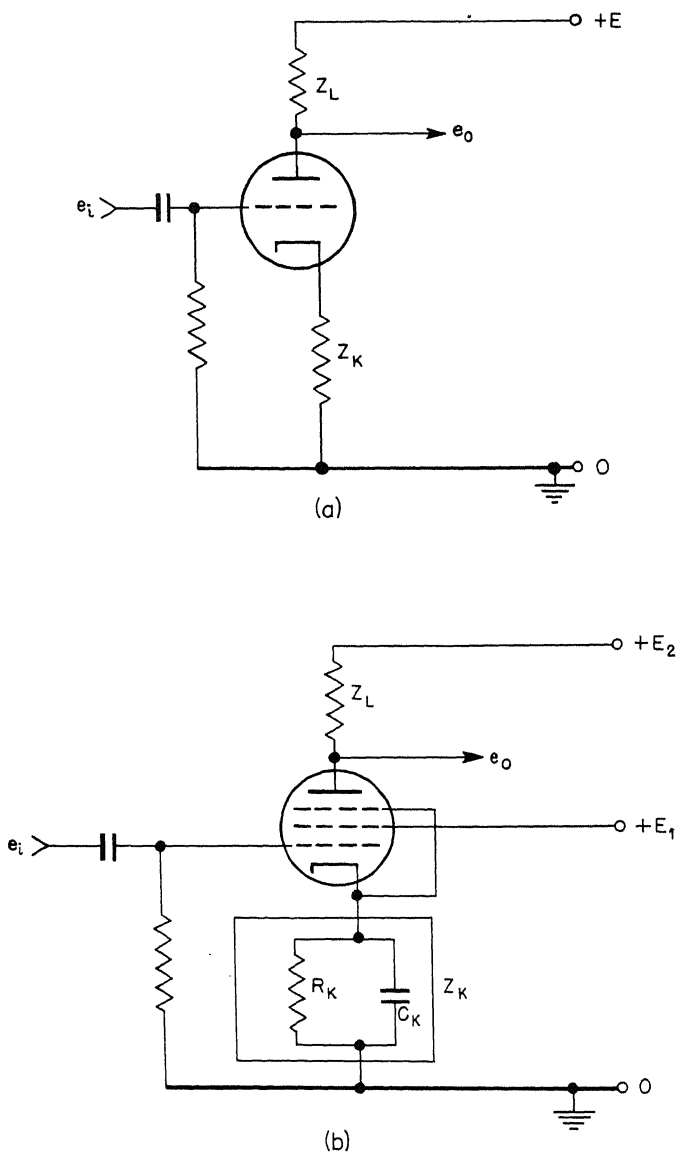 +E
Z_L
e_o
e_i
Z_K
0
(a)
+E_2
Z_L
e_o
+E_1
e_i
R_K
C_K
Z_K
0
(b)